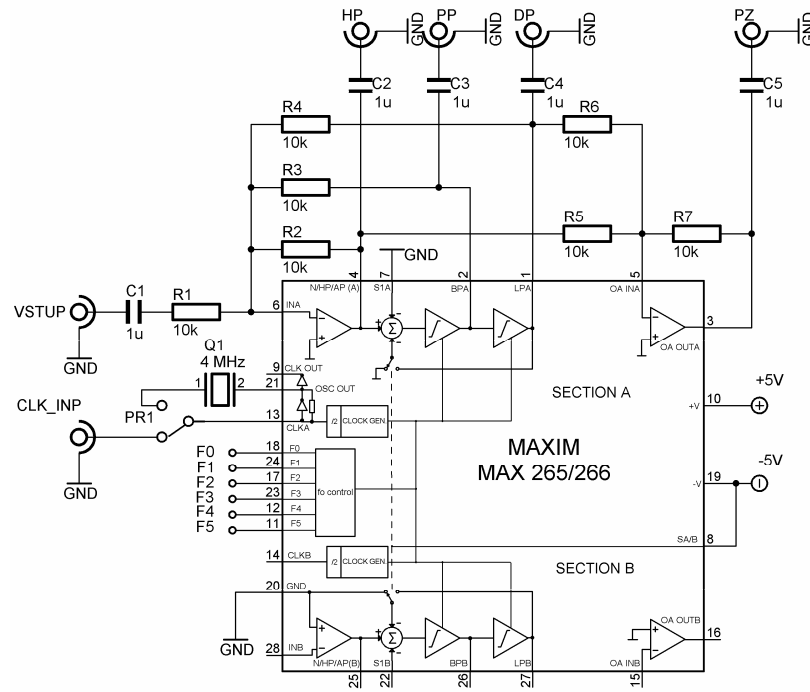 HP GND PP GND DP GND PZ GND
C2 1u C3 1u C4 1u C5 1u
R4 10k R6 10k
R3 10k
R2 10k R5 10k R7 10k
4 7 GND 2 1 5
N/HP/AP (A) S1A BPA LPA OA INA
VSTUP C1 1u R1 10k 6 INA
GND
Σ
3 OA OUTA
Q1
4 MHz
9 CLK OUT
1 2 21 OSC OUT
SECTION A
CLK_INP PR1 13 CLKA
/2 CLOCK GEN.
10 +V +5V
GND
MAXIM
MAX 265/266
F0 18 F0
F1 24 F1
F2 17 F2
F3 23 F3
F4 12 F4
F5 11 F5
fo control
19 -V -5V
8 SA/B
14 CLKB /2 CLOCK GEN.
SECTION B
20 GND
GND
Σ
28 INB
N/HP/AP(B) S1B BPB LPB OA INB
OA OUTB 16
25 22 26 27 15